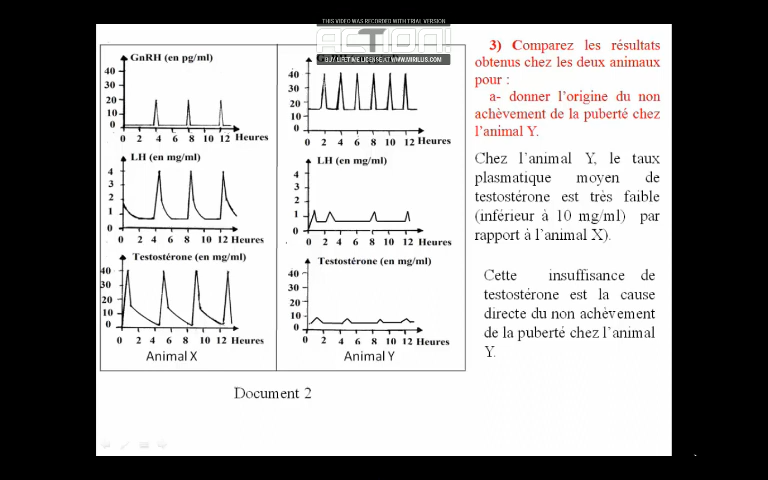 THIS VIDEO WAS RECORDED WITH TRIAL VERSION
ACTION!
BUY LIFETIME LICENSE AT WWW.MIRILLIS.COM
GnRH (en pg/ml)
40
30
20
10
0
0 2 4 6 8 10 12 Heures
LH (en mg/ml)
4
3
2
1
0
0 2 4 6 8 10 12 Heures
Testostérone (en mg/ml)
40
30
20
10
0
0 2 4 6 8 10 12 Heures
Animal X
40
30
20
10
0
0 2 4 6 8 10 12 Heures
LH (en mg/ml)
4
3
2
1
0
0 2 4 6 8 10 12 Heures
Testostérone (en mg/ml)
40
30
20
10
0
0 2 4 6 8 10 12 Heures
Animal Y
Document 2
3) Comparez les résultats
obtenus chez les deux animaux
pour :
a- donner l'origine du non
achèvement de la puberté chez
l'animal Y.
Chez l'animal Y, le taux
plasmatique moyen de
testostérone est très faible
(inférieur à 10 mg/ml) par
rapport à l'animal X).
Cette insuffisance de
testostérone est la cause
directe du non achèvement
de la puberté chez l'animal
Y.